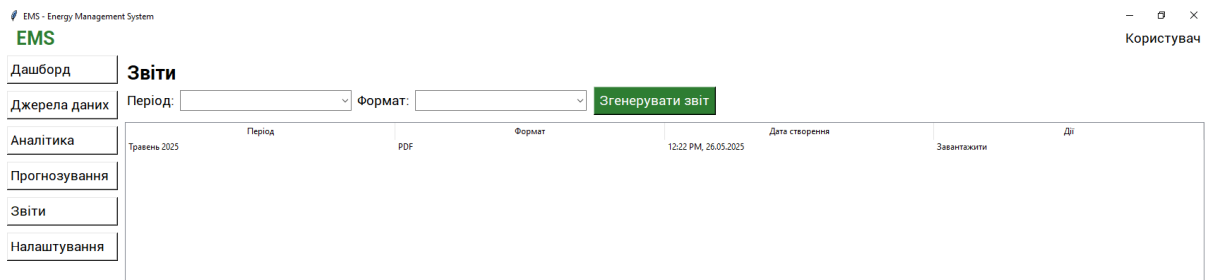 EMS - Energy Management System
EMS
Користувач
Дашборд
Джерела даних
Аналітика
Прогнозування
Звіти
Налаштування
Звіти
Період: Формат: Згенерувати звіт
Період Формат Дата створення Дії
Травень 2025 PDF 12:22 PM, 26.05.2025 Завантажити